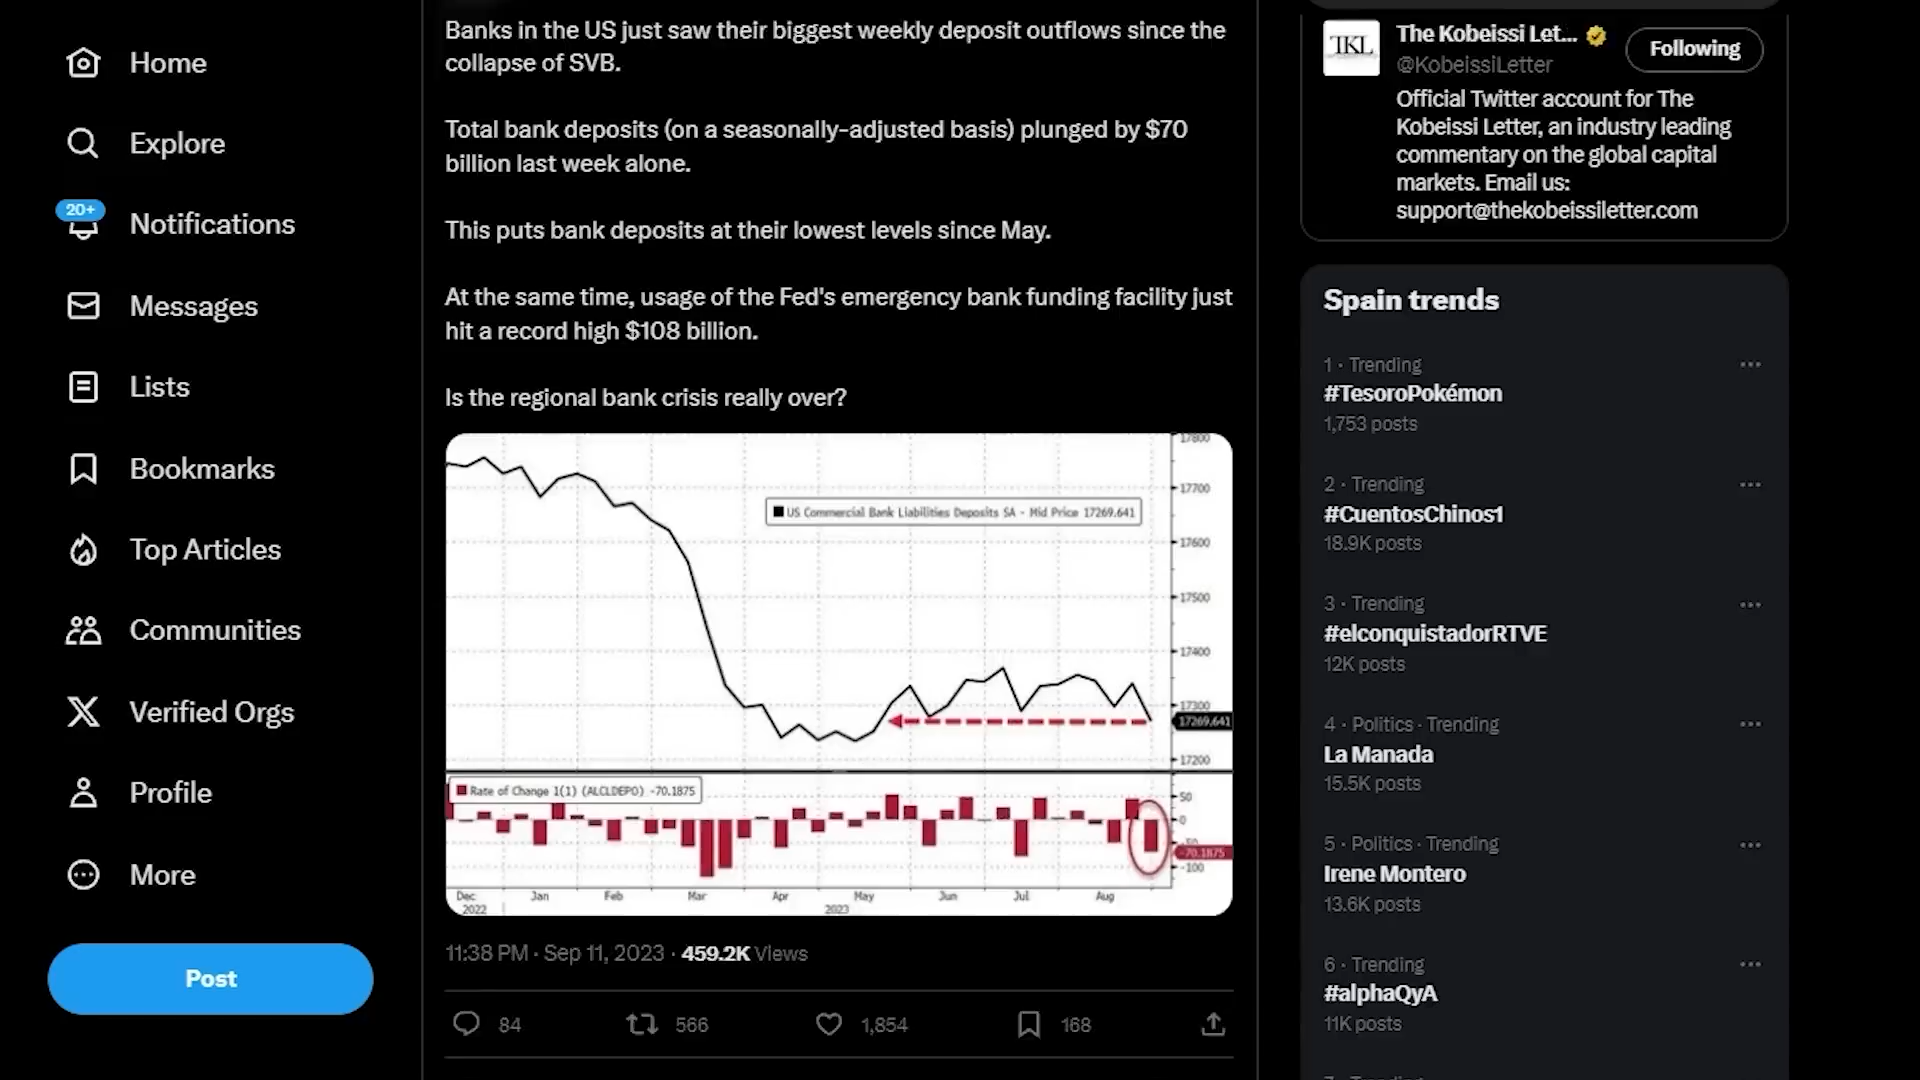 Home
Explore
20+
Notifications
Messages
Lists
Bookmarks
Top Articles
Communities
Verified Orgs
Profile
More
Post
Banks in the US just saw their biggest weekly deposit outflows since the
collapse of SVB.
Total bank deposits (on a seasonally-adjusted basis) plunged by $70
billion last week alone.
This puts bank deposits at their lowest levels since May.
At the same time, usage of the Fed's emergency bank funding facility just
hit a record high $108 billion.
Is the regional bank crisis really over?
17800
17700
US Commercial Bank Liabilities Deposits SA - Mid Price 17269.641
17600
17500
17400
17300
17269.641
17200
Rate of Change 1(1) (ALCLDEPO) -70.1875
50
0
-50
-70.1875
-100
Dec Jan Feb Mar Apr May Jun Jul Aug
2022 2023
11:38 PM · Sep 11, 2023 · 459.2K Views
84 566 1,854 168
TKL
The Kobeissi Let...
@KobeissiLetter
Following
Official Twitter account for The
Kobeissi Letter, an industry leading
commentary on the global capital
markets. Email us:
support@thekobeissiletter.com
Spain trends
1 · Trending
#TesoroPokémon
1,753 posts
2 · Trending
#CuentosChinos1
18.9K posts
3 · Trending
#elconquistadorRTVE
12K posts
4 · Politics · Trending
La Manada
15.5K posts
5 · Politics · Trending
Irene Montero
13.6K posts
6 · Trending
#alphaQyA
11K posts